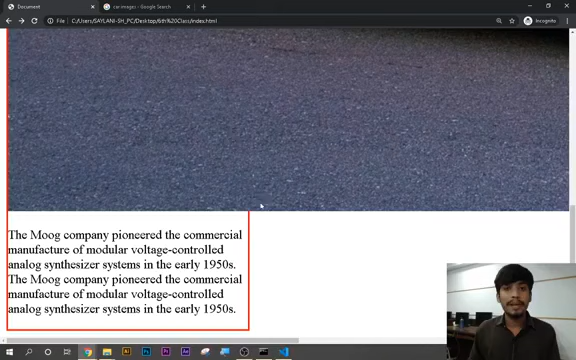 Document
car images - Google Search
File
C:/Users/SAYLANI-SH_PC/Desktop/6th%20Class/index.html
Incognito
The Moog company pioneered the commercial
manufacture of modular voltage-controlled
analog synthesizer systems in the early 1950s.
The Moog company pioneered the commercial
manufacture of modular voltage-controlled
analog synthesizer systems in the early 1950s.